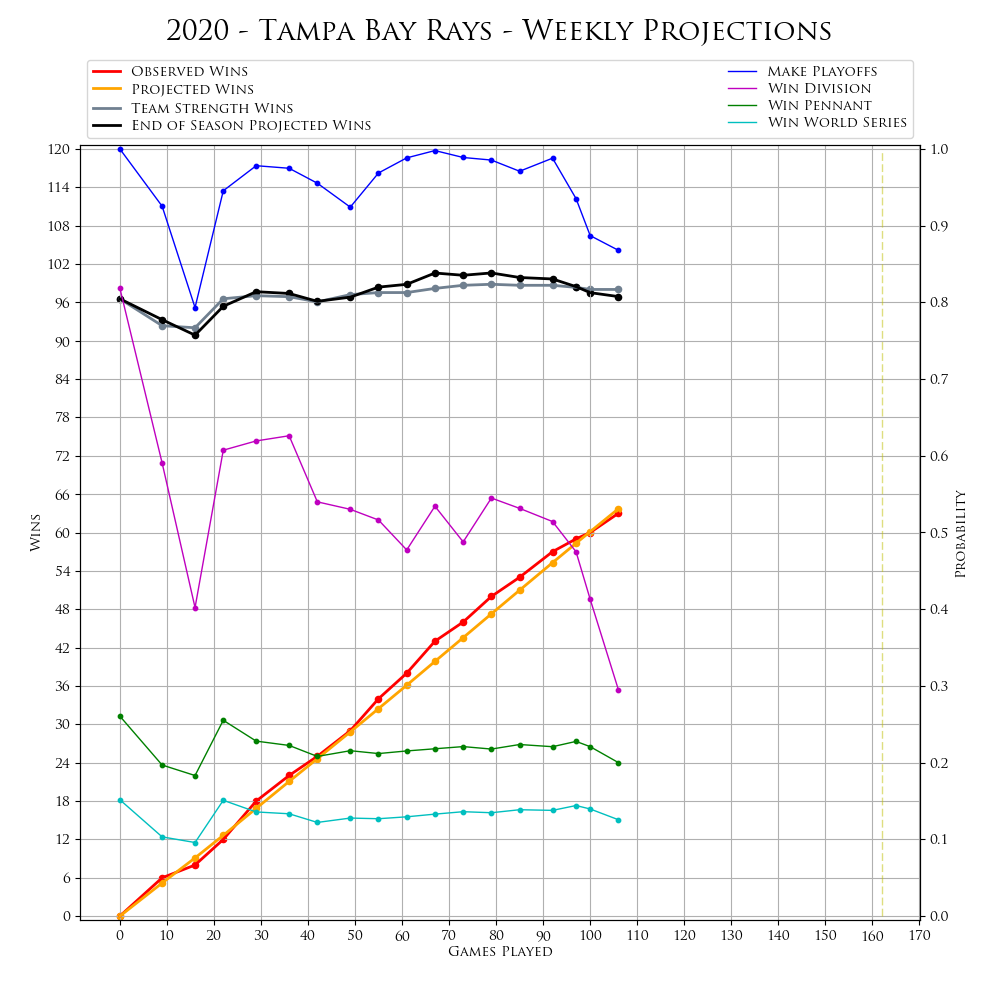 2020 - Tampa Bay Rays - Weekly Projections
Observed Wins
Projected Wins
Team Strength Wins
End of Season Projected Wins
Make Playoffs
Win Division
Win Pennant
Win World Series
120
114
108
102
96
90
84
78
72
66
60
54
48
42
36
30
24
18
12
6
0
Wins
1.0
0.9
0.8
0.7
0.6
0.5
0.4
0.3
0.2
0.1
0.0
Probability
0 10 20 30 40 50 60 70 80 90 100 110 120 130 140 150 160 170
Games Played